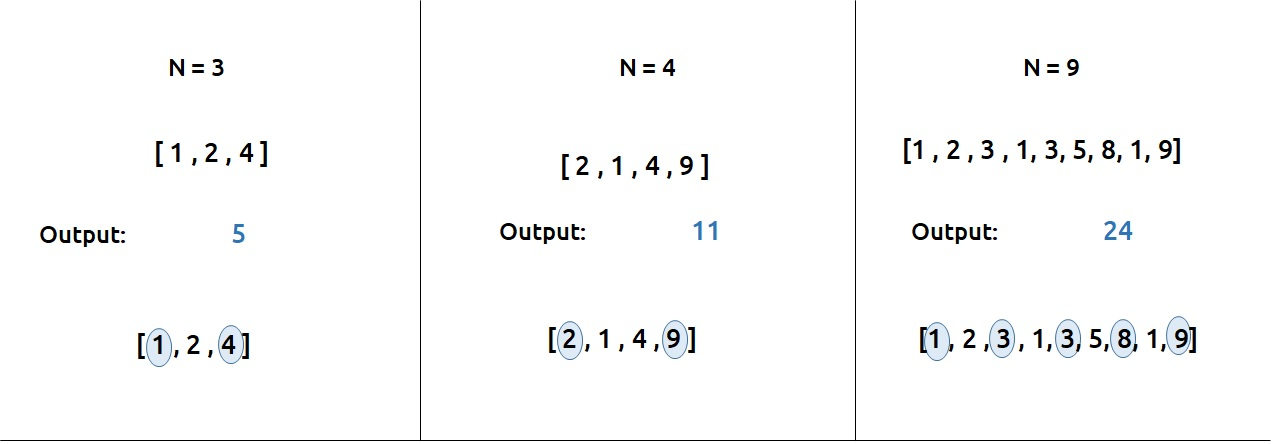 N = 3
[ 1 , 2 , 4 ]
Output: 5
[ 1 , 2 , 4 ]
N = 4
[ 2 , 1 , 4 , 9 ]
Output: 11
[ 2 , 1 , 4 , 9 ]
N = 9
[1 , 2 , 3 , 1, 3, 5, 8, 1, 9]
Output: 24
[1, 2 , 3 , 1, 3, 5, 8, 1, 9]